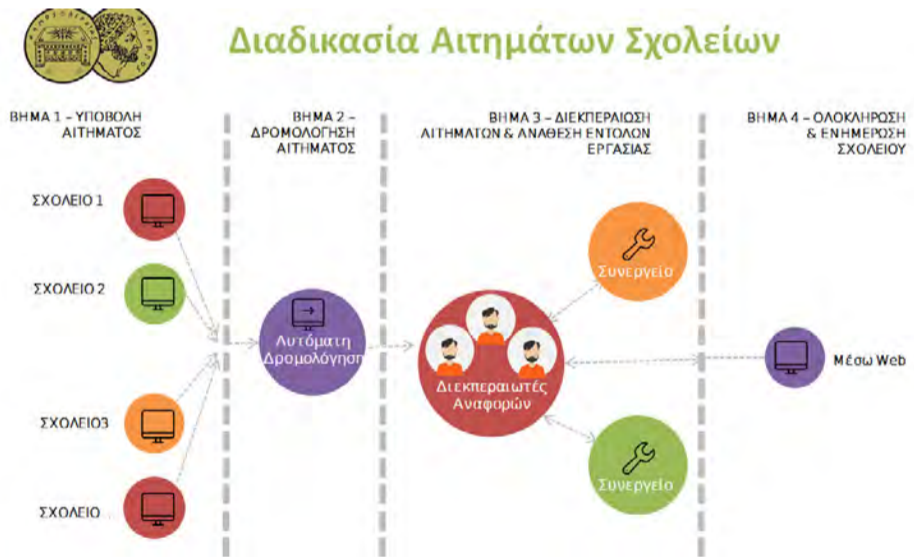 Διαδικασία Αιτημάτων Σχολείων
ΒΗΜΑ 1 – ΥΠΟΒΟΛΗ
ΑΙΤΗΜΑΤΟΣ
ΒΗΜΑ 2 –
ΔΡΟΜΟΛΟΓΗΣΗ
ΑΙΤΗΜΑΤΟΣ
ΒΗΜΑ 3 – ΔΙΕΚΠΕΡΑΙΩΣΗ
ΑΙΤΗΜΑΤΩΝ & ΑΝΑΘΕΣΗ ΕΝΤΟΛΩΝ
ΕΡΓΑΣΙΑΣ
ΒΗΜΑ 4 – ΟΛΟΚΛΗΡΩΣΗ
& ΕΝΗΜΕΡΩΣΗ
ΣΧΟΛΕΙΟΥ
ΣΧΟΛΕΙΟ 1
ΣΧΟΛΕΙΟ 2
ΣΧΟΛΕΙΟ3
ΣΧΟΛΕΙΟ...
Αυτόματη
Δρομολόγηση
Διεκπεραιωτές
Αναφορών
Συνεργείο
Συνεργείο
Μέσω Web